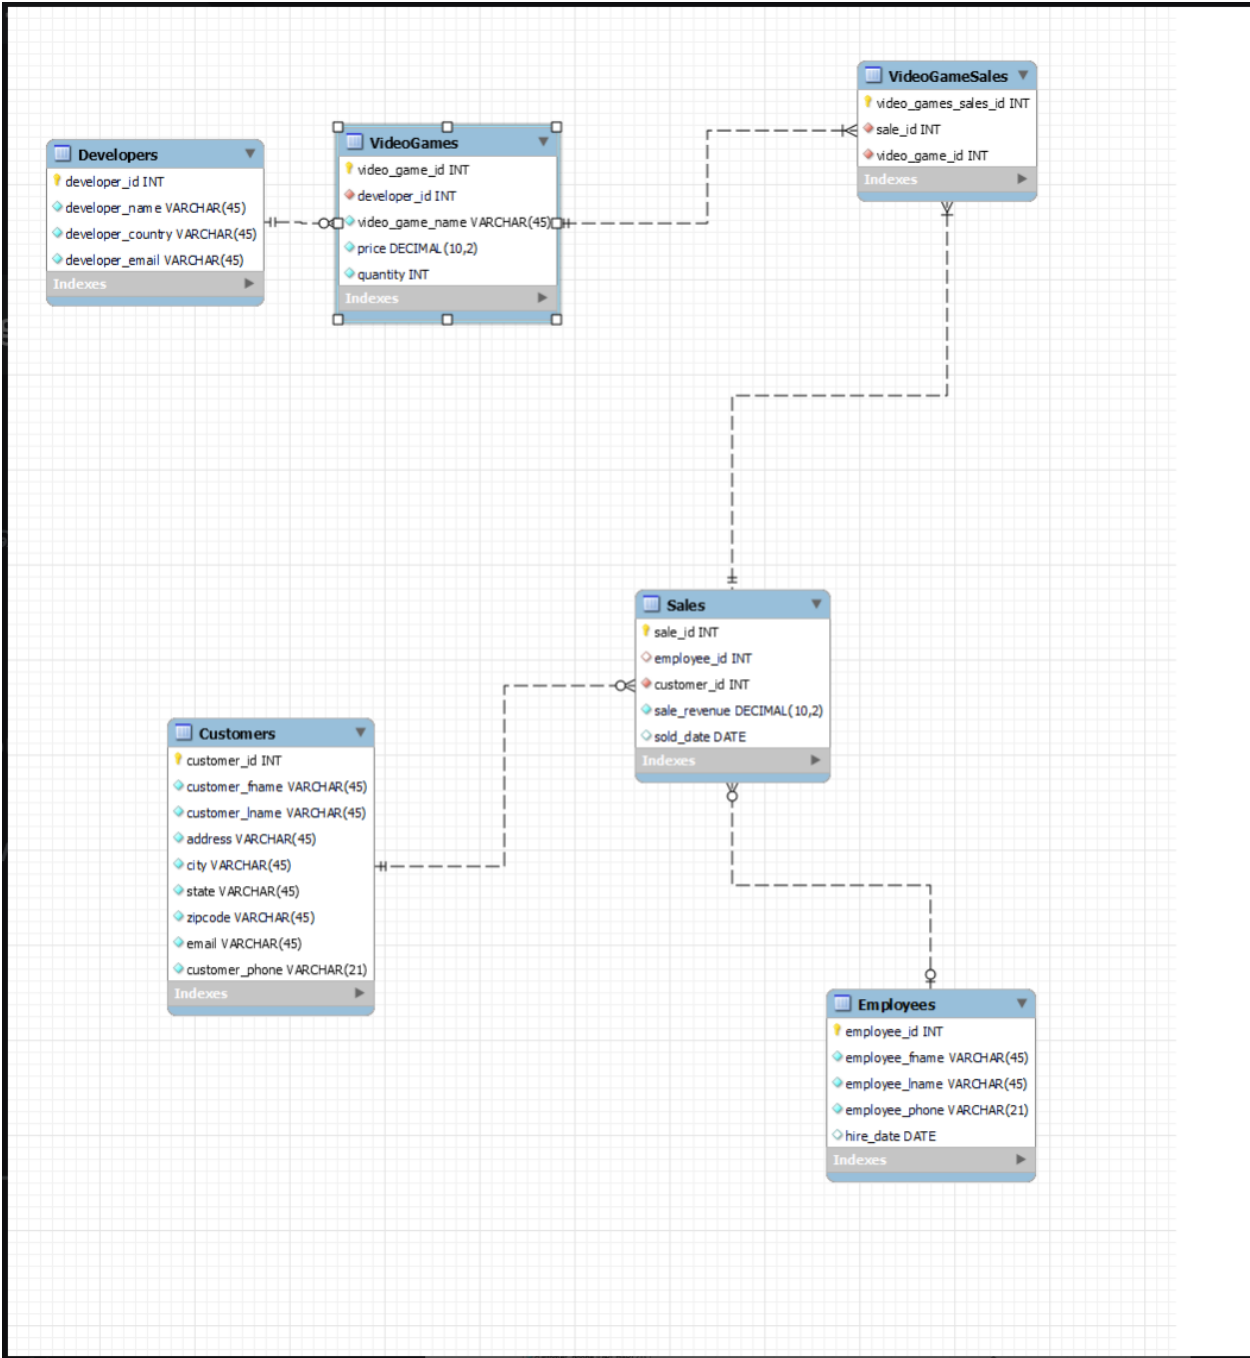 Developers
developer_id INT
developer_name VARCHAR(45)
developer_country VARCHAR(45)
developer_email VARCHAR(45)
Indexes
VideoGames
video_game_id INT
developer_id INT
video_game_name VARCHAR(45)
price DECIMAL(10,2)
quantity INT
Indexes
VideoGameSales
video_games_sales_id INT
sale_id INT
video_game_id INT
Indexes
Sales
sale_id INT
employee_id INT
customer_id INT
sale_revenue DECIMAL(10,2)
sold_date DATE
Indexes
Customers
customer_id INT
customer_fname VARCHAR(45)
customer_lname VARCHAR(45)
address VARCHAR(45)
city VARCHAR(45)
state VARCHAR(45)
zipcode VARCHAR(45)
email VARCHAR(45)
customer_phone VARCHAR(21)
Indexes
Employees
employee_id INT
employee_fname VARCHAR(45)
employee_lname VARCHAR(45)
employee_phone VARCHAR(21)
hire_date DATE
Indexes